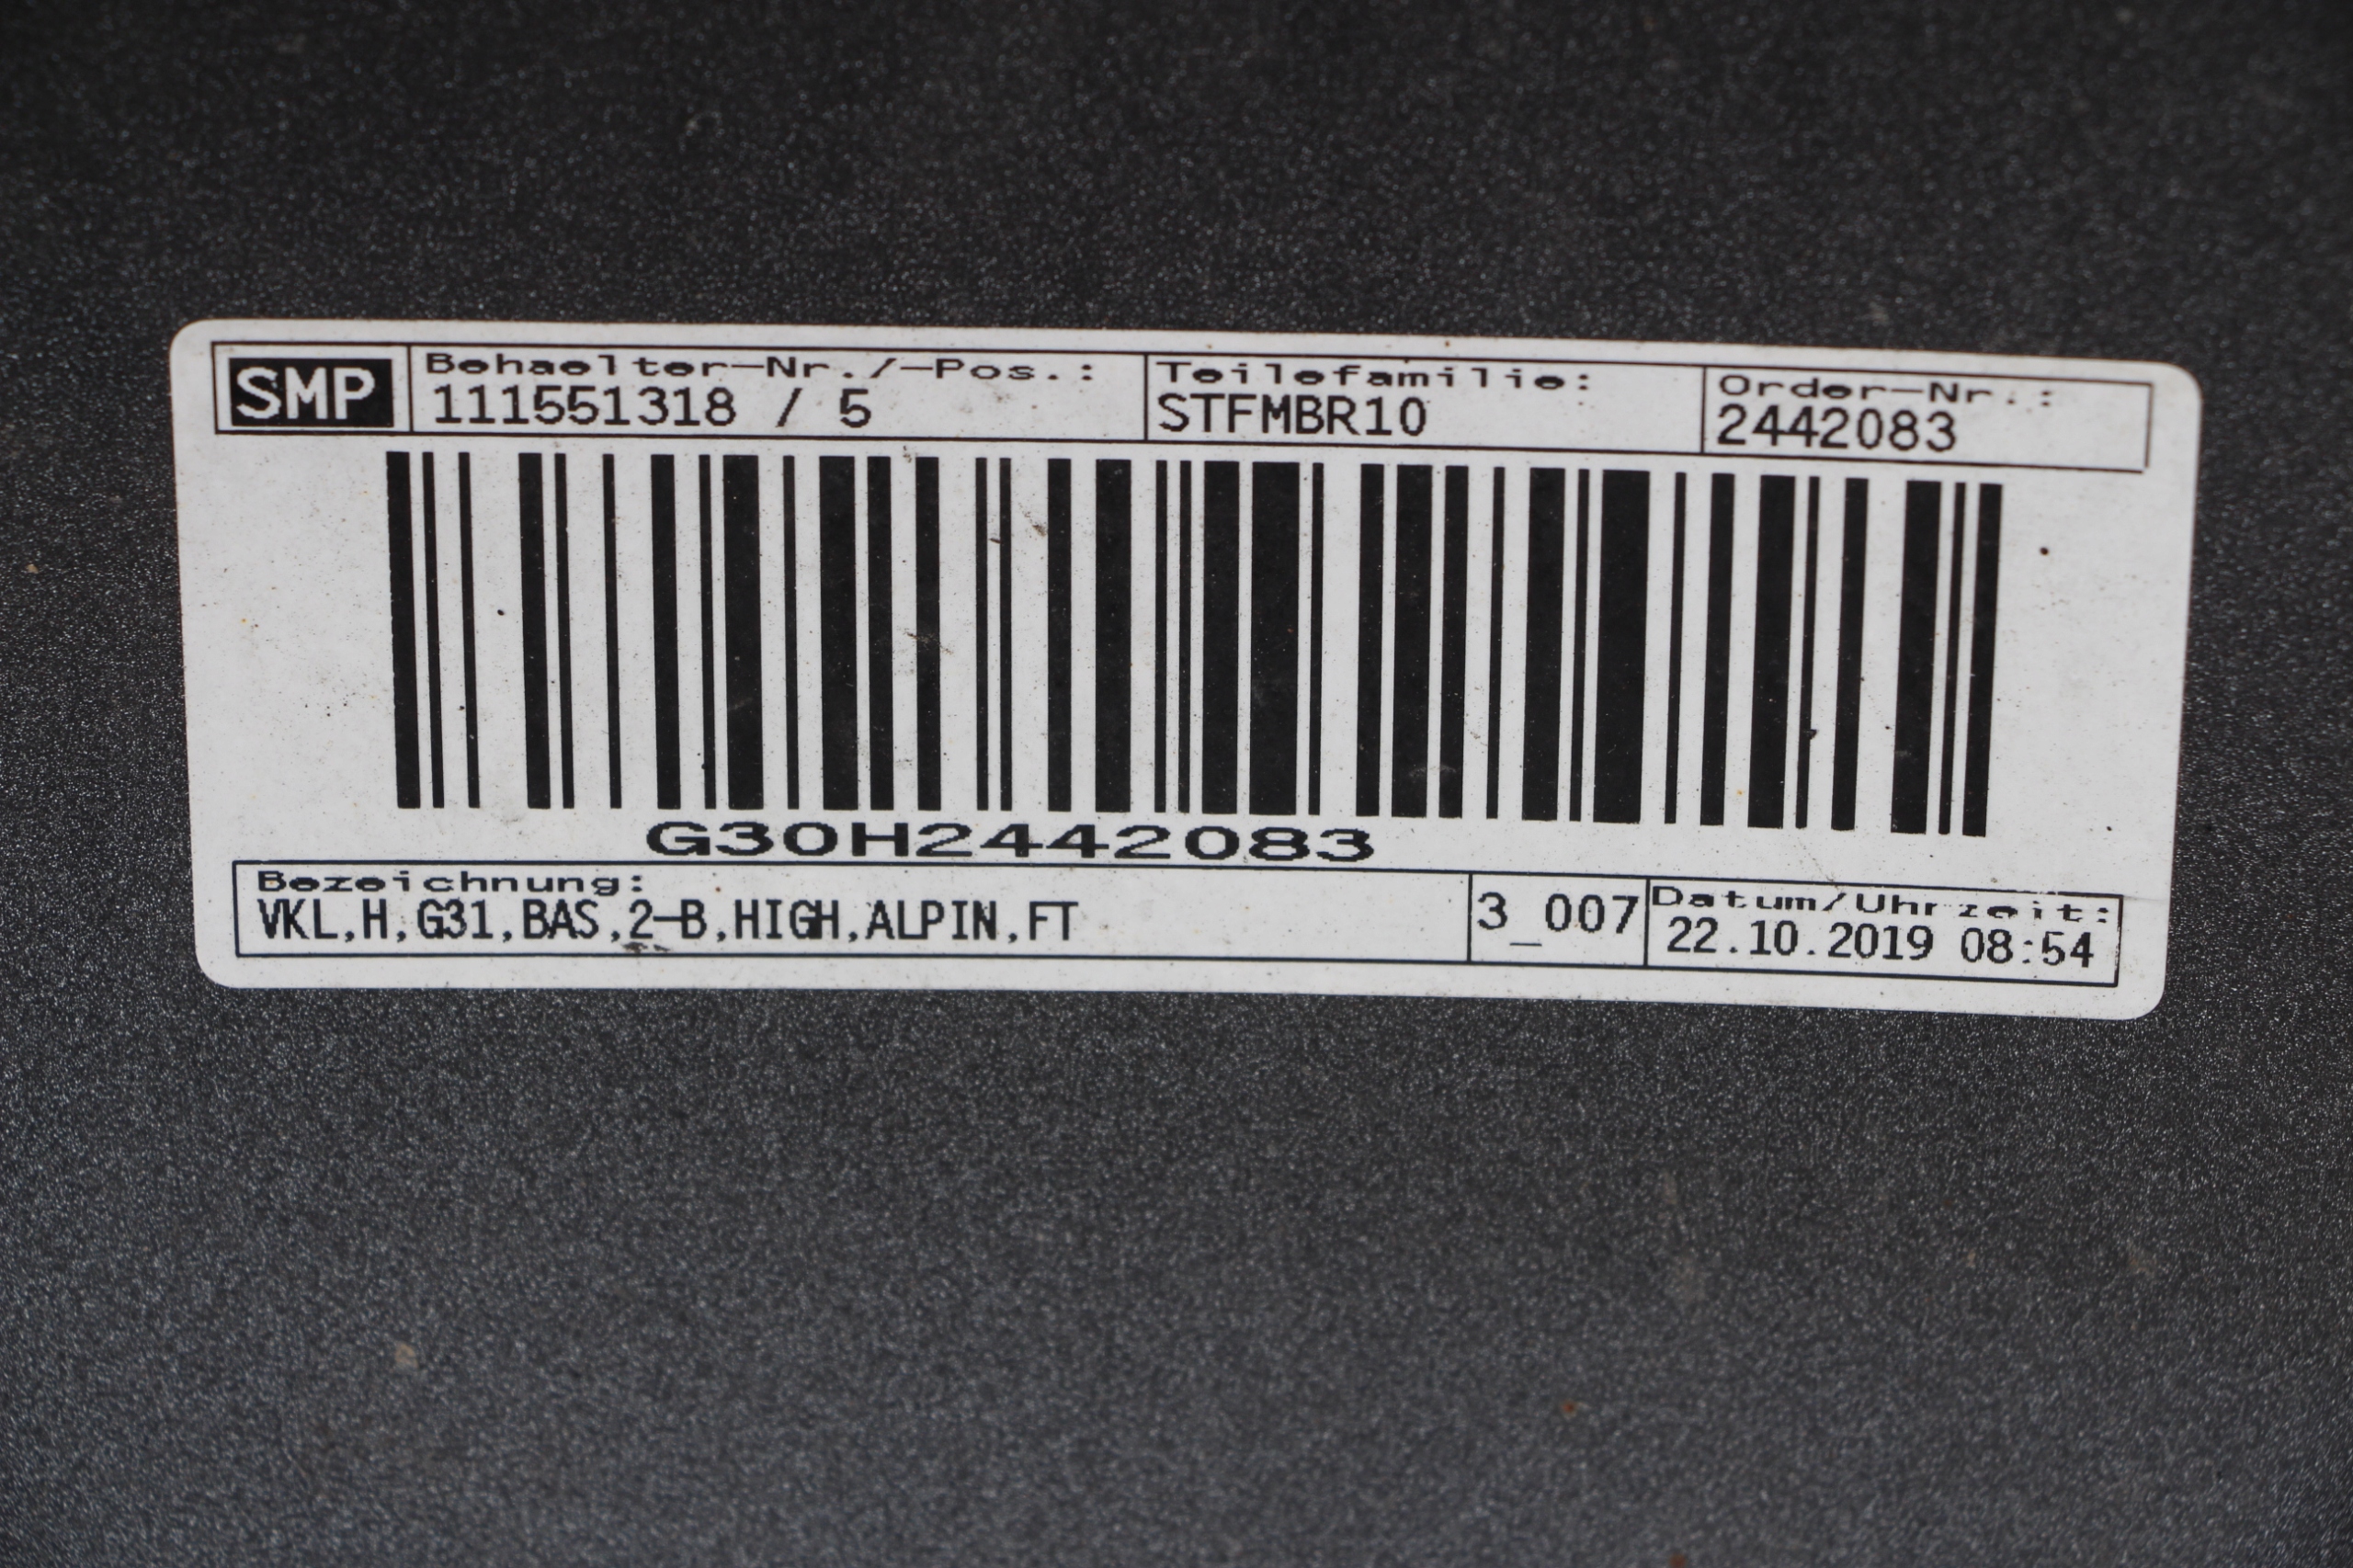 SMP
Behaelter-Nr./-Pos.:
111551318 / 5
Teilefamilie:
STFMBR10
Order-Nr.:
2442083
G30H2442083
Bezeichnung:
VKL,H,G31,BAS,2-B,HIGH,ALPIN,FT
3_007
Datum/Uhrzeit:
22.10.2019 08:54